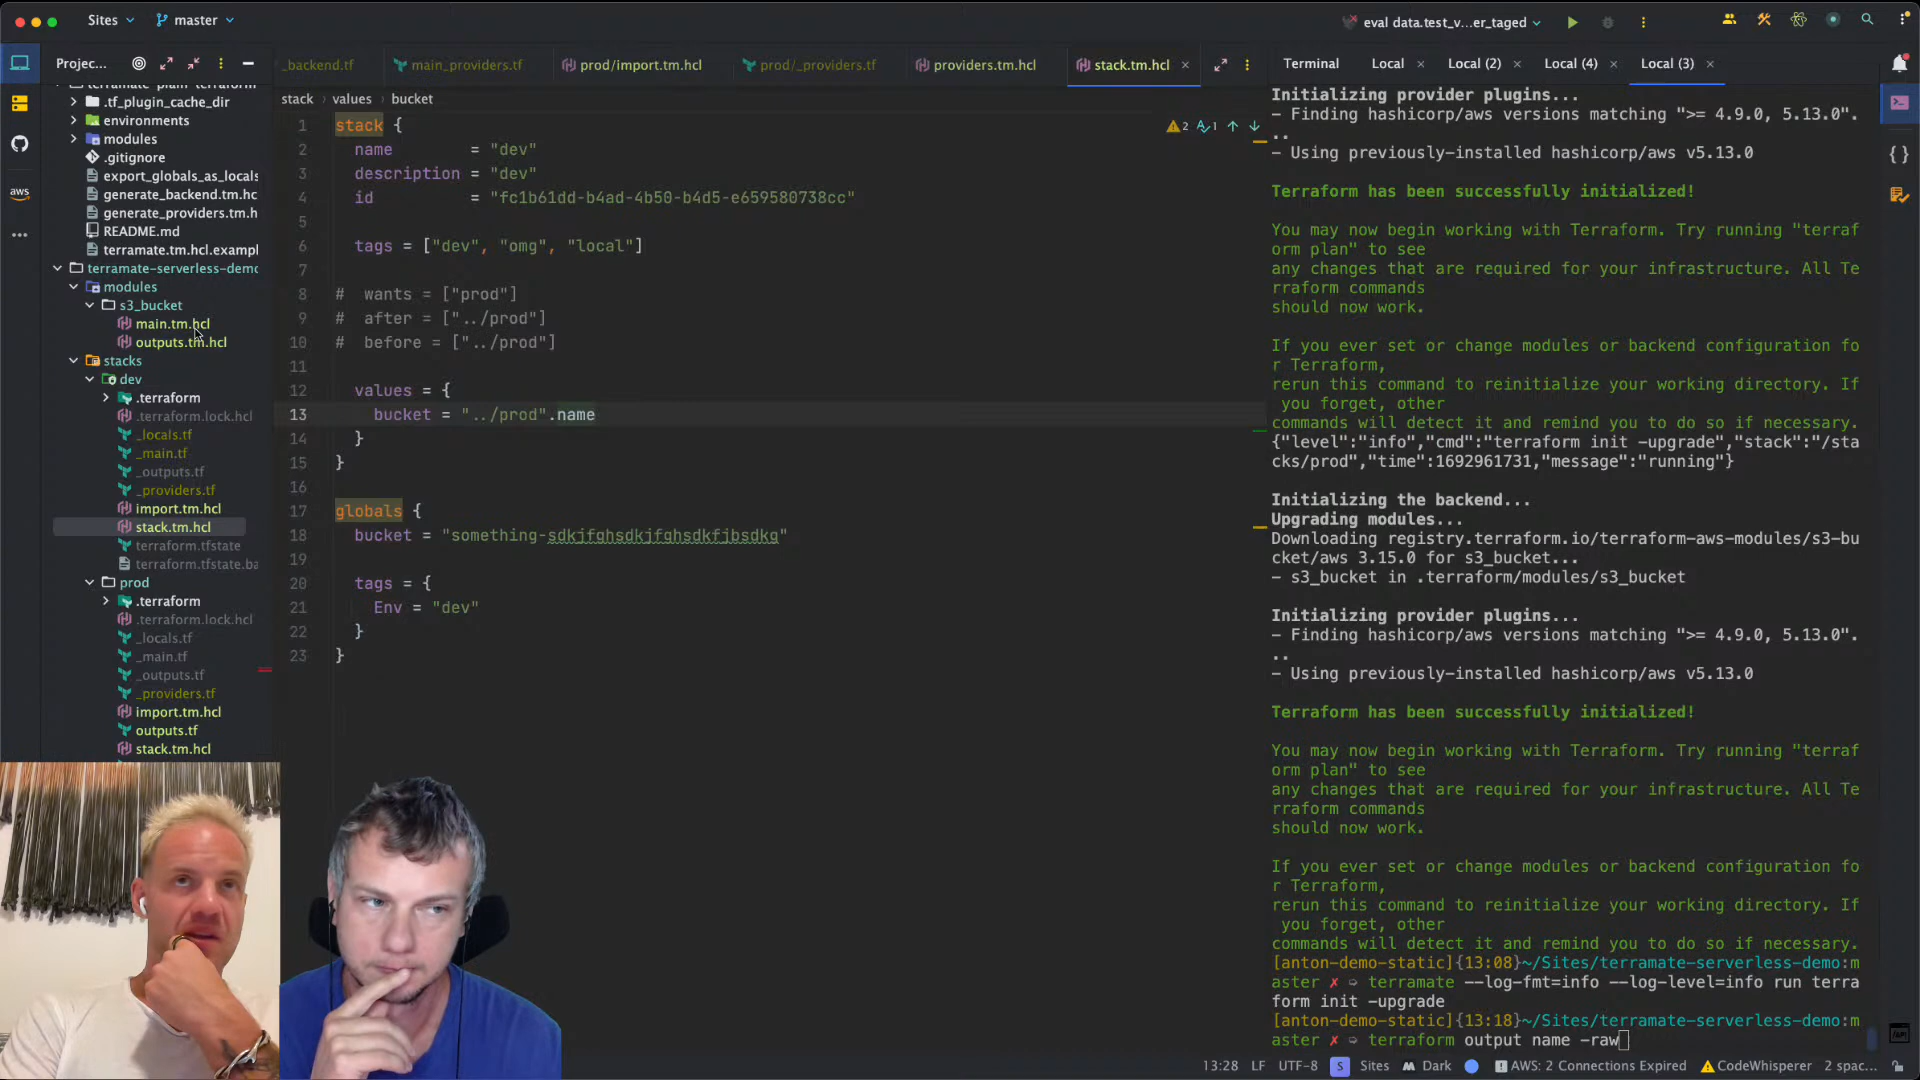 Sites
master
eval data.test_v...er_taged
Projec...
_backend.tf
main_providers.tf
prod/import.tm.hcl
prod/_providers.tf
providers.tm.hcl
stack.tm.hcl
Terminal
Local
Local (2)
Local (4)
Local (3)
.tf_plugin_cache_dir
environments
modules
.gitignore
export_globals_as_locals
generate_backend.tm.hc
generate_providers.tm.h
README.md
terramate.tm.hcl.exampl
terramate-serverless-demo
modules
s3_bucket
main.tm.hcl
outputs.tm.hcl
stacks
dev
.terraform
.terraform.lock.hcl
_locals.tf
_main.tf
_outputs.tf
_providers.tf
import.tm.hcl
stack.tm.hcl
terraform.tfstate
terraform.tfstate.ba
prod
.terraform
.terraform.lock.hcl
_locals.tf
_main.tf
_outputs.tf
_providers.tf
import.tm.hcl
outputs.tf
stack.tm.hcl
aws
stack values bucket
2 1
1 stack {
2 name = "dev"
3 description = "dev"
4 id = "fc1b61dd-b4ad-4b50-b4d5-e659580738cc"
5
6 tags = ["dev", "omg", "local"]
7
8 # wants = ["prod"]
9 # after = ["../prod"]
10 # before = ["../prod"]
11
12 values = {
13 bucket = "../prod".name
14 }
15 }
16
17 globals {
18 bucket = "something-sdkjfghsdkjfghsdkfjbsdkg"
19
20 tags = {
21 Env = "dev"
22 }
23 }
Initializing provider plugins...
- Finding hashicorp/aws versions matching ">= 4.9.0, 5.13.0".
..
- Using previously-installed hashicorp/aws v5.13.0
Terraform has been successfully initialized!
You may now begin working with Terraform. Try running "terraf
orm plan" to see
any changes that are required for your infrastructure. All Te
rraform commands
should now work.
If you ever set or change modules or backend configuration fo
r Terraform,
rerun this command to reinitialize your working directory. If
you forget, other
commands will detect it and remind you to do so if necessary.
{"level":"info","cmd":"terraform init -upgrade","stack":"/sta
cks/prod","time":1692961731,"message":"running"}
Initializing the backend...
Upgrading modules...
Downloading registry.terraform.io/terraform-aws-modules/s3-bu
cket/aws 3.15.0 for s3_bucket...
- s3_bucket in .terraform/modules/s3_bucket
Initializing provider plugins...
- Finding hashicorp/aws versions matching ">= 4.9.0, 5.13.0".
..
- Using previously-installed hashicorp/aws v5.13.0
Terraform has been successfully initialized!
You may now begin working with Terraform. Try running "terraf
orm plan" to see
any changes that are required for your infrastructure. All Te
rraform commands
should now work.
If you ever set or change modules or backend configuration fo
r Terraform,
rerun this command to reinitialize your working directory. If
you forget, other
commands will detect it and remind you to do so if necessary.
[anton-demo-static]{13:08}~/Sites/terramate-serverless-demo:m
aster ✗ ➩ terramate --log-fmt=info --log-level=info run terra
form init -upgrade
[anton-demo-static]{13:18}~/Sites/terramate-serverless-demo:m
aster ✗ ➩ terraform output name -raw
13:28 LF UTF-8 S Sites Dark AWS: 2 Connections Expired CodeWhisperer 2 spac...